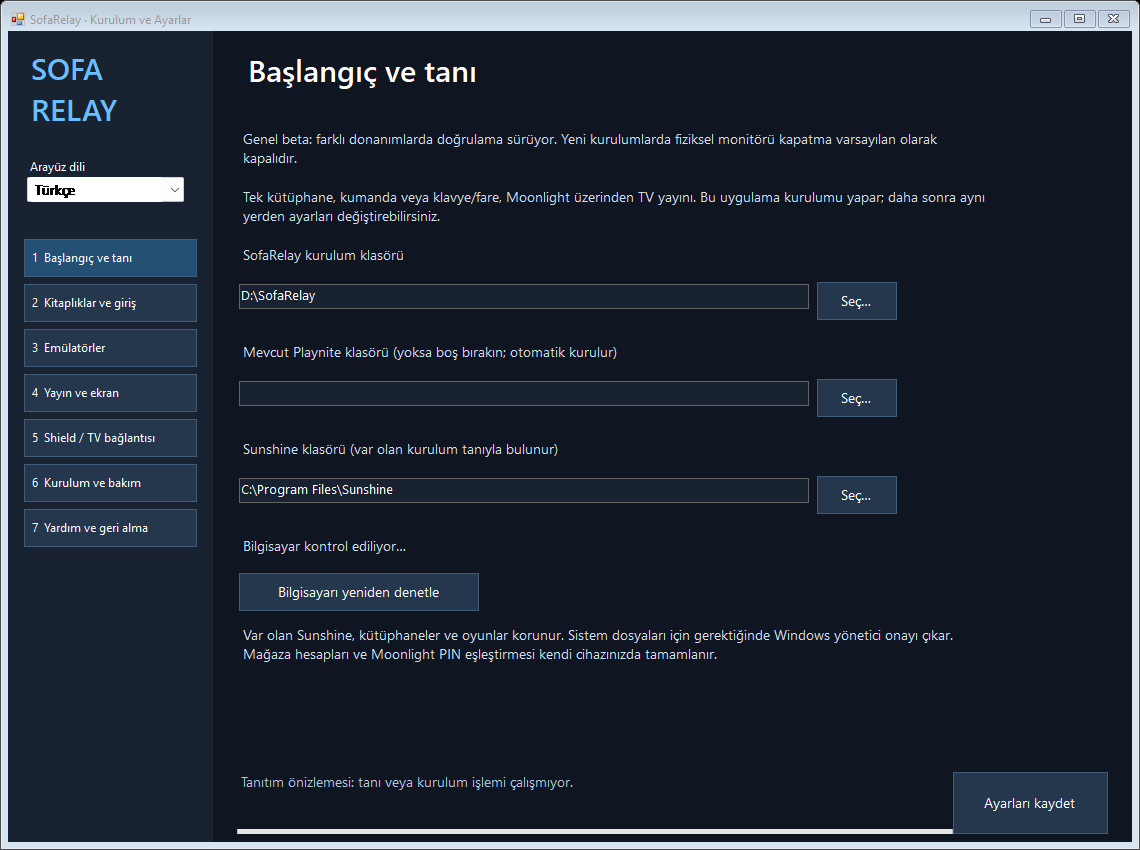 SofaRelay - Kurulum ve Ayarlar
SOFA
RELAY
Arayüz dili
Türkçe
1 Başlangıç ve tanı
2 Kitaplıklar ve giriş
3 Emülatörler
4 Yayın ve ekran
5 Shield / TV bağlantısı
6 Kurulum ve bakım
7 Yardım ve geri alma
Başlangıç ve tanı
Genel beta: farklı donanımlarda doğrulama sürüyor. Yeni kurulumlarda fiziksel monitörü kapatma varsayılan olarak
kapalıdır.
Tek kütüphane, kumanda veya klavye/fare, Moonlight üzerinden TV yayını. Bu uygulama kurulumu yapar; daha sonra aynı
yerden ayarları değiştirebilirsiniz.
SofaRelay kurulum klasörü
D:\SofaRelay
Seç...
Mevcut Playnite klasörü (yoksa boş bırakın; otomatik kurulur)
Seç...
Sunshine klasörü (var olan kurulum tanıyla bulunur)
C:\Program Files\Sunshine
Seç...
Bilgisayar kontrol ediliyor...
Bilgisayarı yeniden denetle
Var olan Sunshine, kütüphaneler ve oyunlar korunur. Sistem dosyaları için gerektiğinde Windows yönetici onayı çıkar.
Mağaza hesapları ve Moonlight PIN eşleştirmesi kendi cihazınızda tamamlanır.
Tanıtım önizlemesi: tanı veya kurulum işlemi çalışmıyor.
Ayarları kaydet